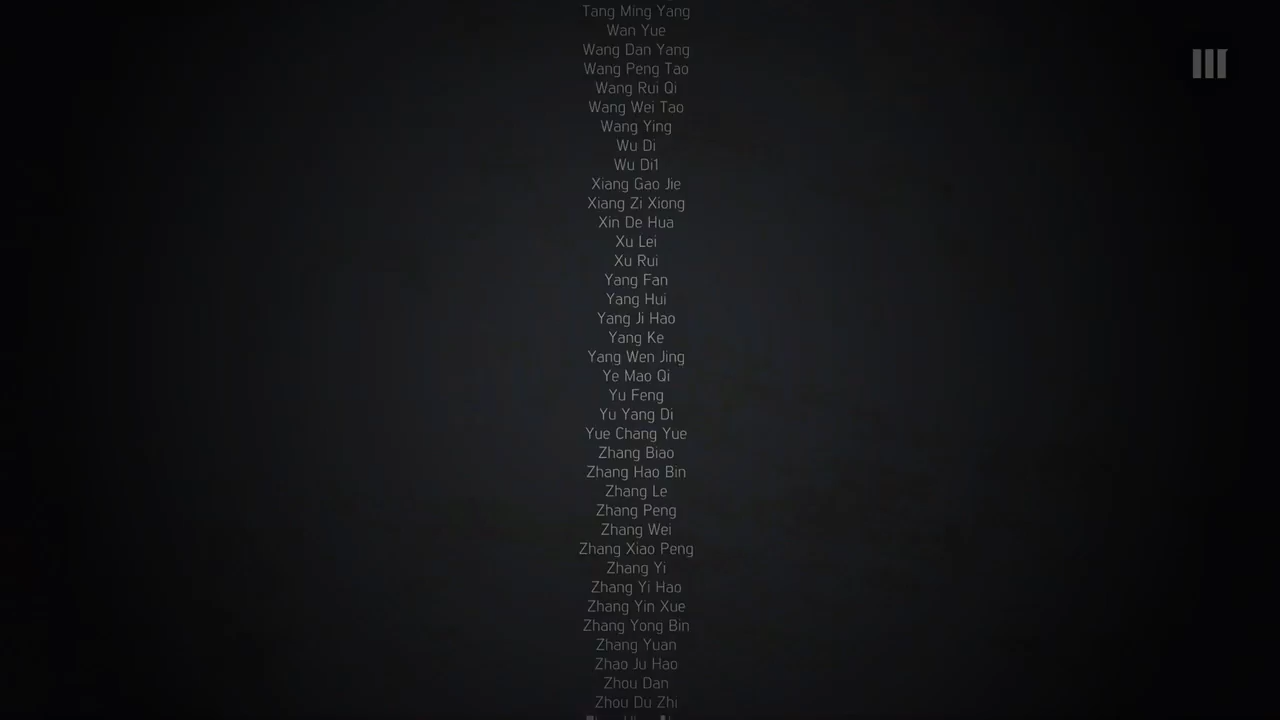 Tang Ming Yang
Wan Yue
Wang Dan Yang
Wang Peng Tao
Wang Rui Qi
Wang Wei Tao
Wang Ying
Wu Di
Wu Di1
Xiang Gao Jie
Xiang Zi Xiong
Xin De Hua
Xu Lei
Xu Rui
Yang Fan
Yang Hui
Yang Ji Hao
Yang Ke
Yang Wen Jing
Ye Mao Qi
Yu Feng
Yu Yang Di
Yue Chang Yue
Zhang Biao
Zhang Hao Bin
Zhang Le
Zhang Peng
Zhang Wei
Zhang Xiao Peng
Zhang Yi
Zhang Yi Hao
Zhang Yin Xue
Zhang Yong Bin
Zhang Yuan
Zhao Ju Hao
Zhou Dan
Zhou Du Zhi